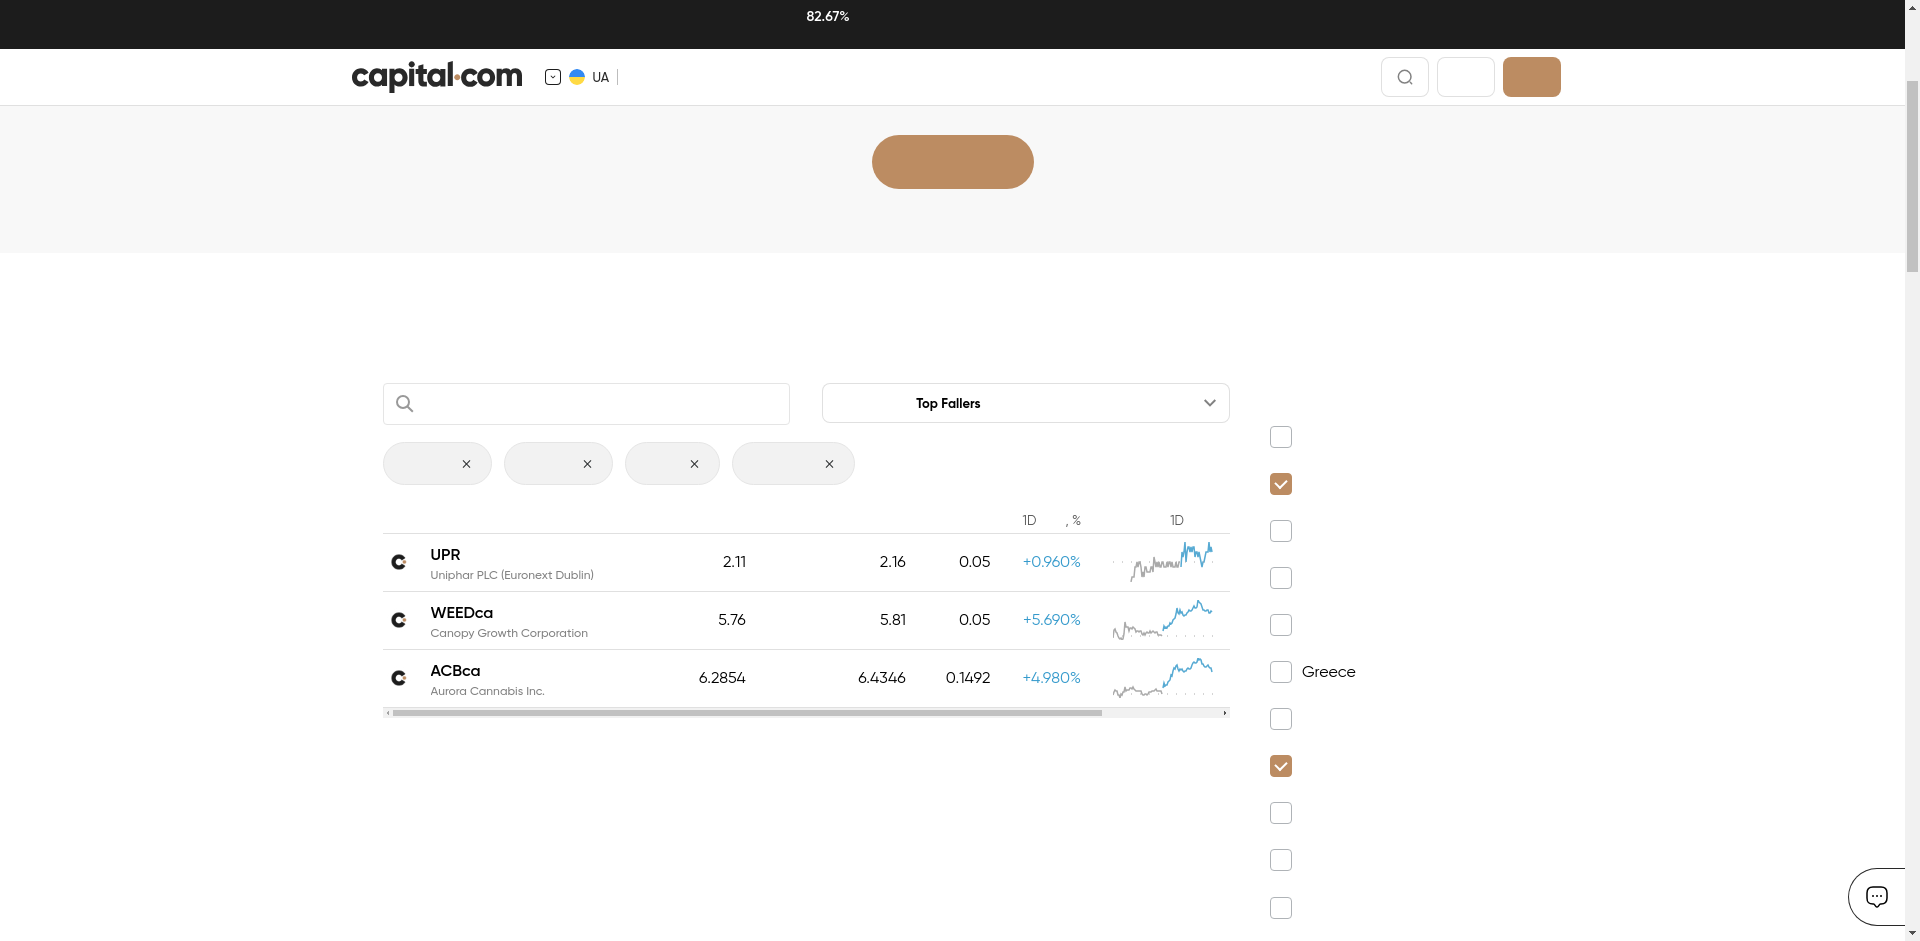 82.67%
capital.com
UA
Top Fallers
1D , % 1D
UPR
Uniphar PLC (Euronext Dublin)
2.11 2.16 0.05 +0.960%
WEEDca
Canopy Growth Corporation
5.76 5.81 0.05 +5.690%
ACBca
Aurora Cannabis Inc.
6.2854 6.4346 0.1492 +4.980%
Greece